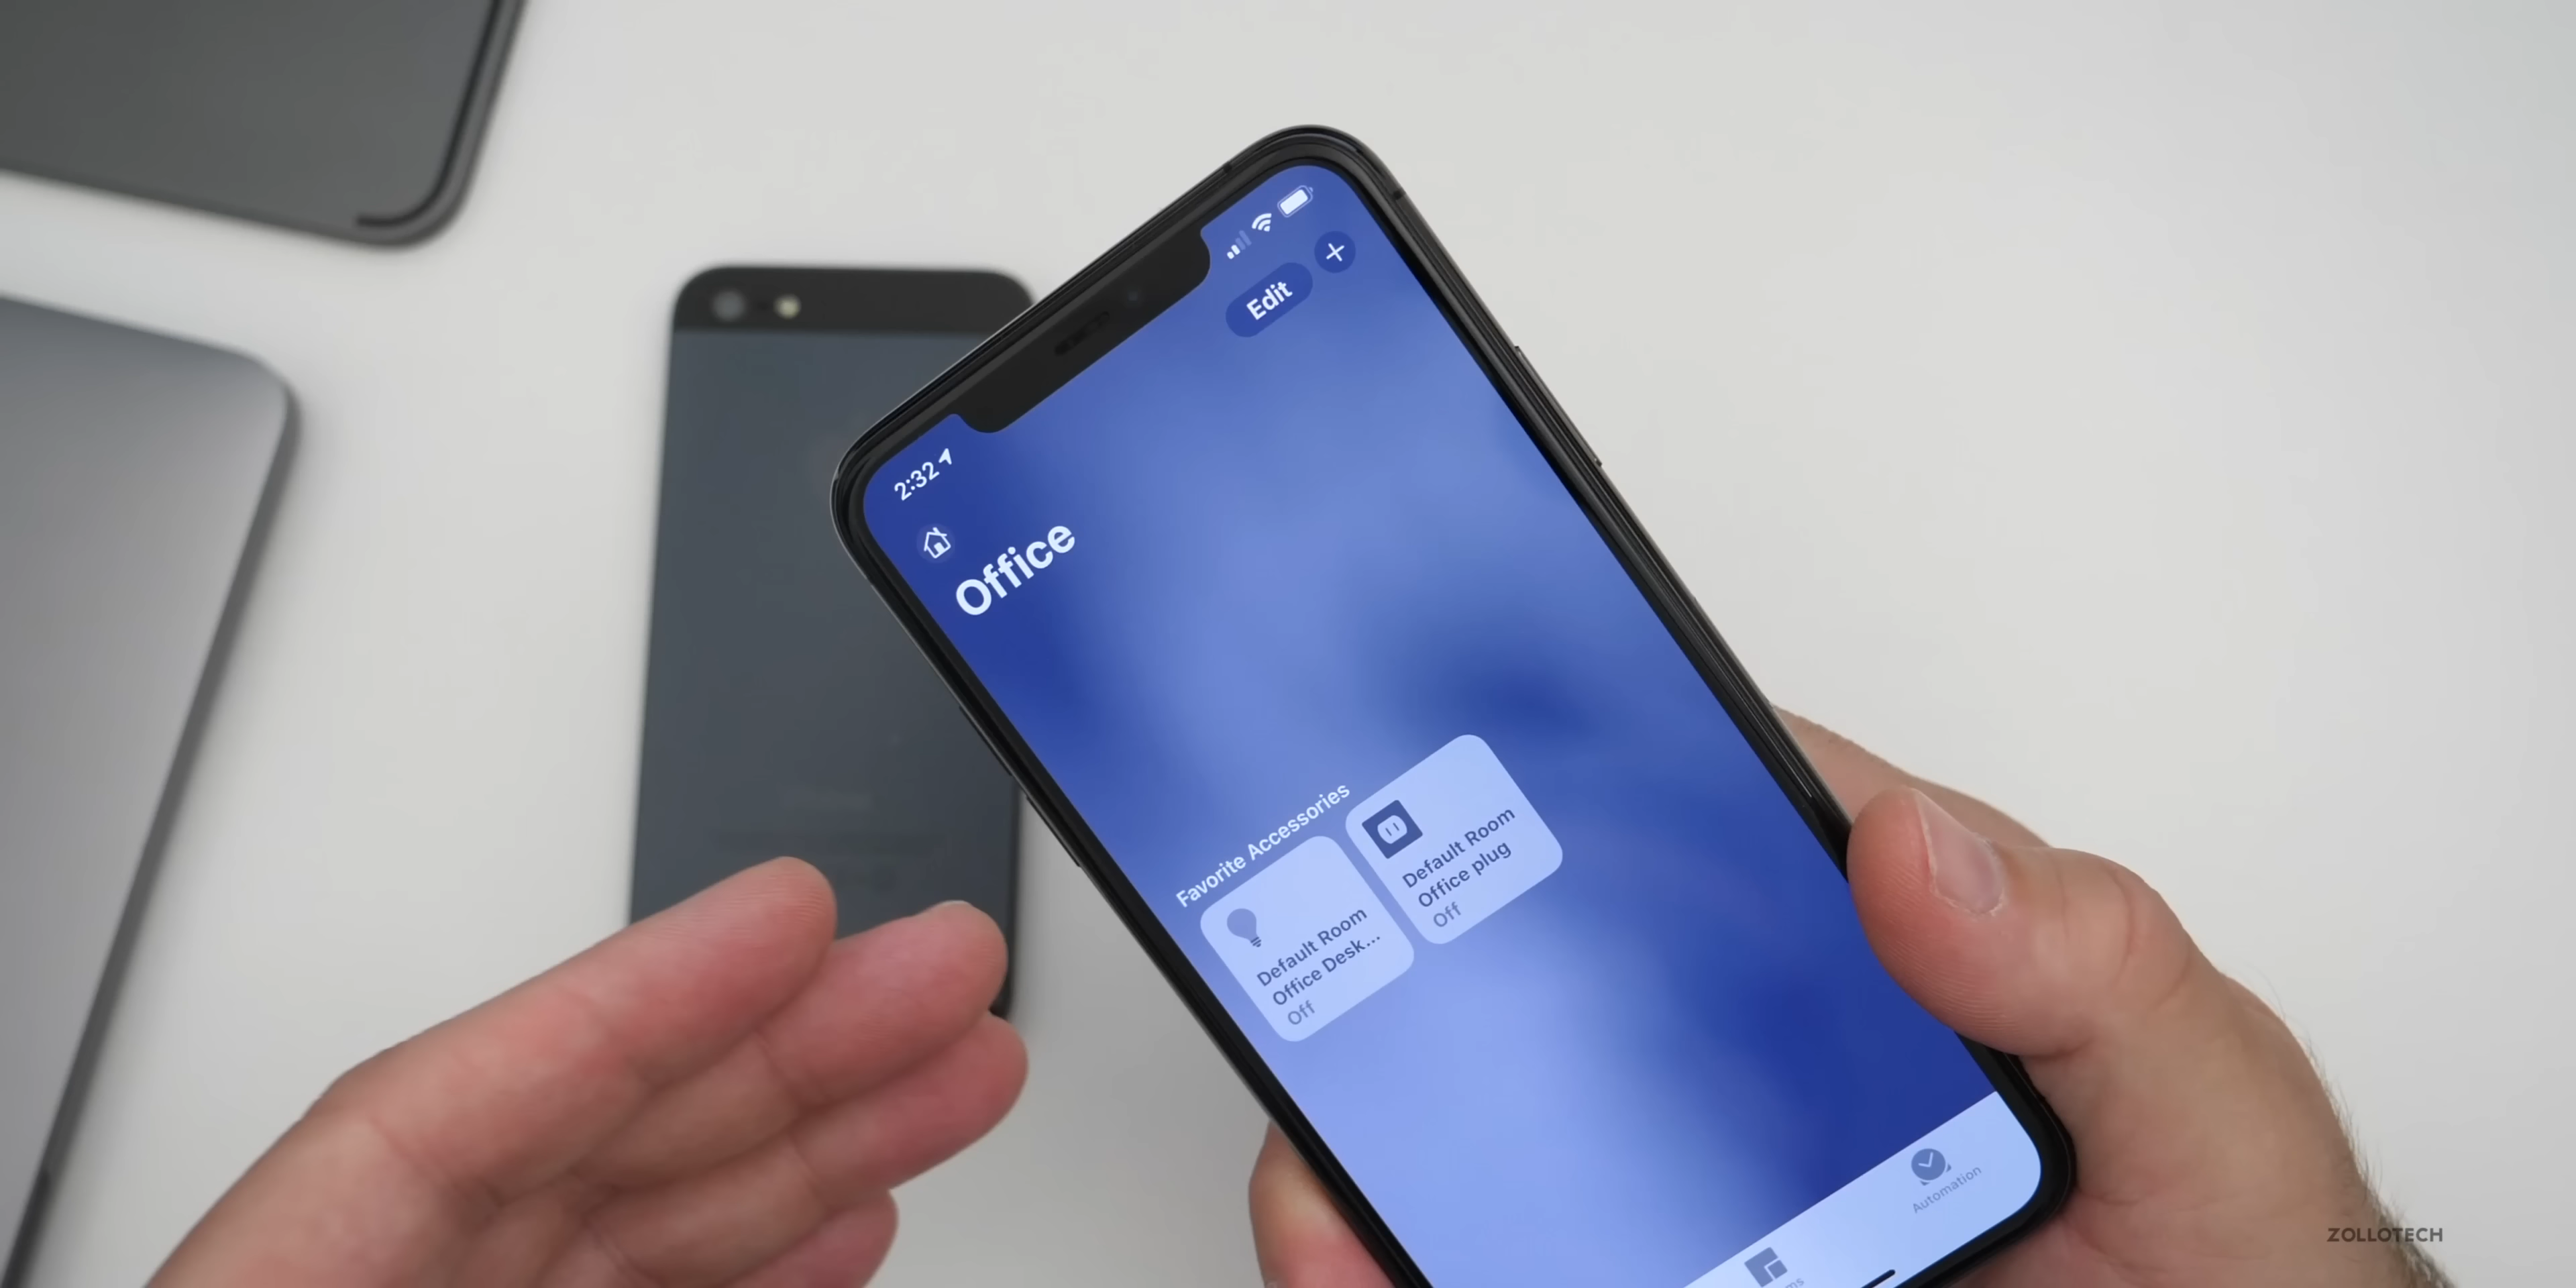 2:32
Edit
Office
Favorite Accessories
Default Room
Office Desk...
Off
Default Room
Office plug
Off
Automation
ZOLLOTECH